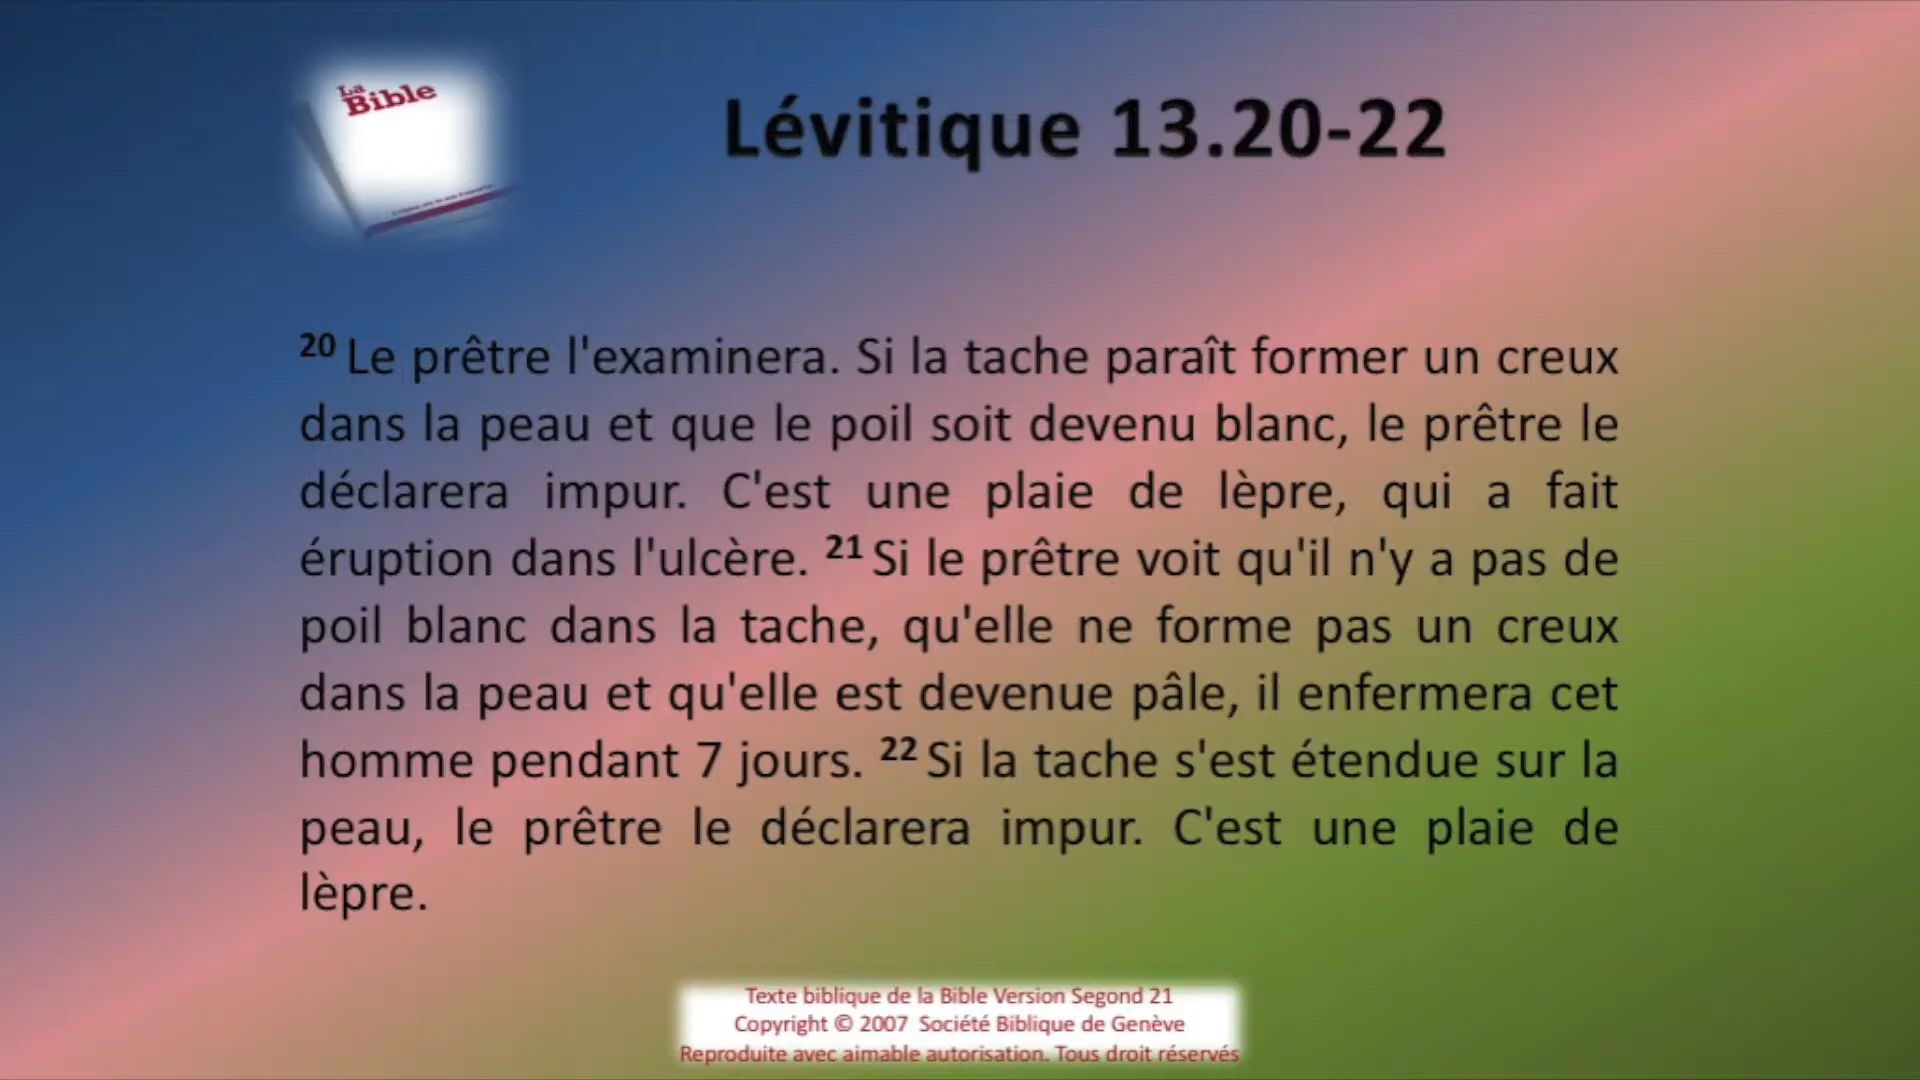 La
Bible
Lévitique 13.20-22
20 Le prêtre l'examinera. Si la tache paraît former un creux
dans la peau et que le poil soit devenu blanc, le prêtre le
déclarera impur. C'est une plaie de lèpre, qui a fait
éruption dans l'ulcère. 21 Si le prêtre voit qu'il n'y a pas de
poil blanc dans la tache, qu'elle ne forme pas un creux
dans la peau et qu'elle est devenue pâle, il enfermera cet
homme pendant 7 jours. 22 Si la tache s'est étendue sur la
peau, le prêtre le déclarera impur. C'est une plaie de
lèpre.
Texte biblique de la Bible Version Segond 21
Copyright © 2007 Société Biblique de Genève
Reproduite avec aimable autorisation. Tous droit réservés